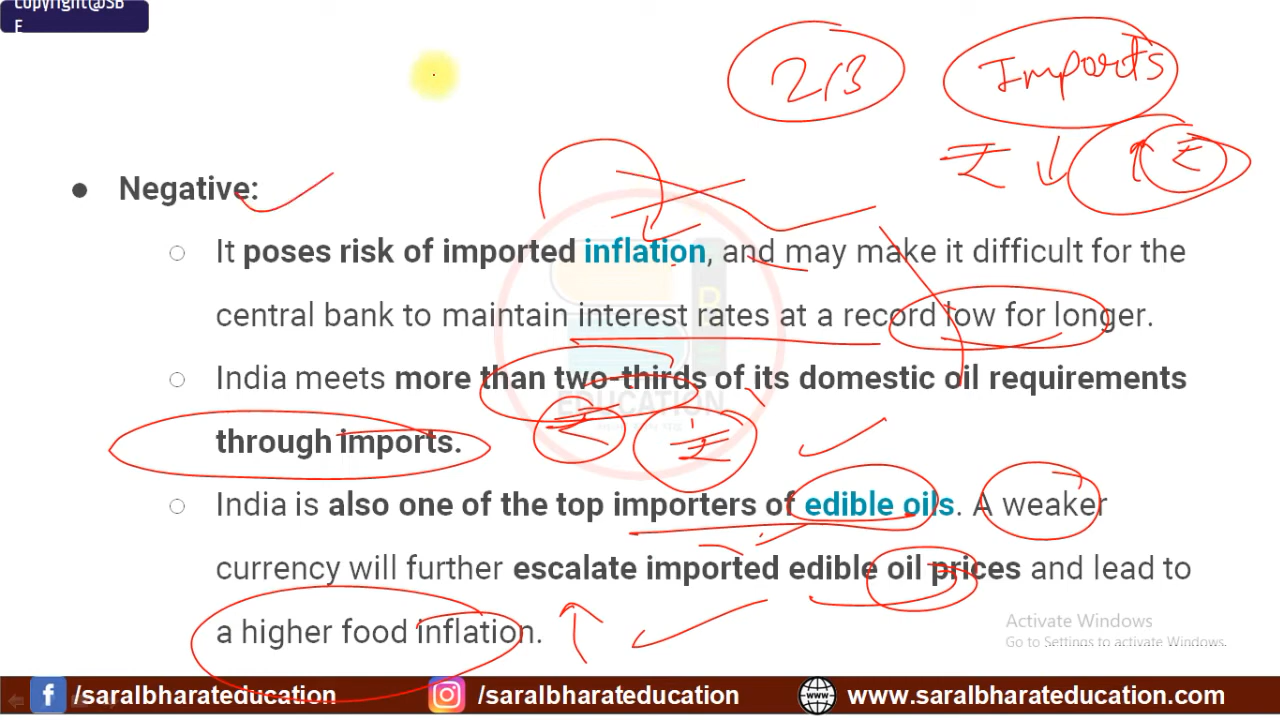 Copyright@SB
E
2/3 Imports
₹ ↓ ↑ ₹
● Negative:
○ It poses risk of imported inflation, and may make it difficult for the
central bank to maintain interest rates at a record low for longer.
○ India meets more than two-thirds of its domestic oil requirements
through imports.
₹ ₹
○ India is also one of the top importers of edible oils. A weaker
currency will further escalate imported edible oil prices and lead to
a higher food inflation. ↑
EDUCATION
Activate Windows
Go to Settings to activate Windows.
/saralbharateducation /saralbharateducation www.saralbharateducation.com